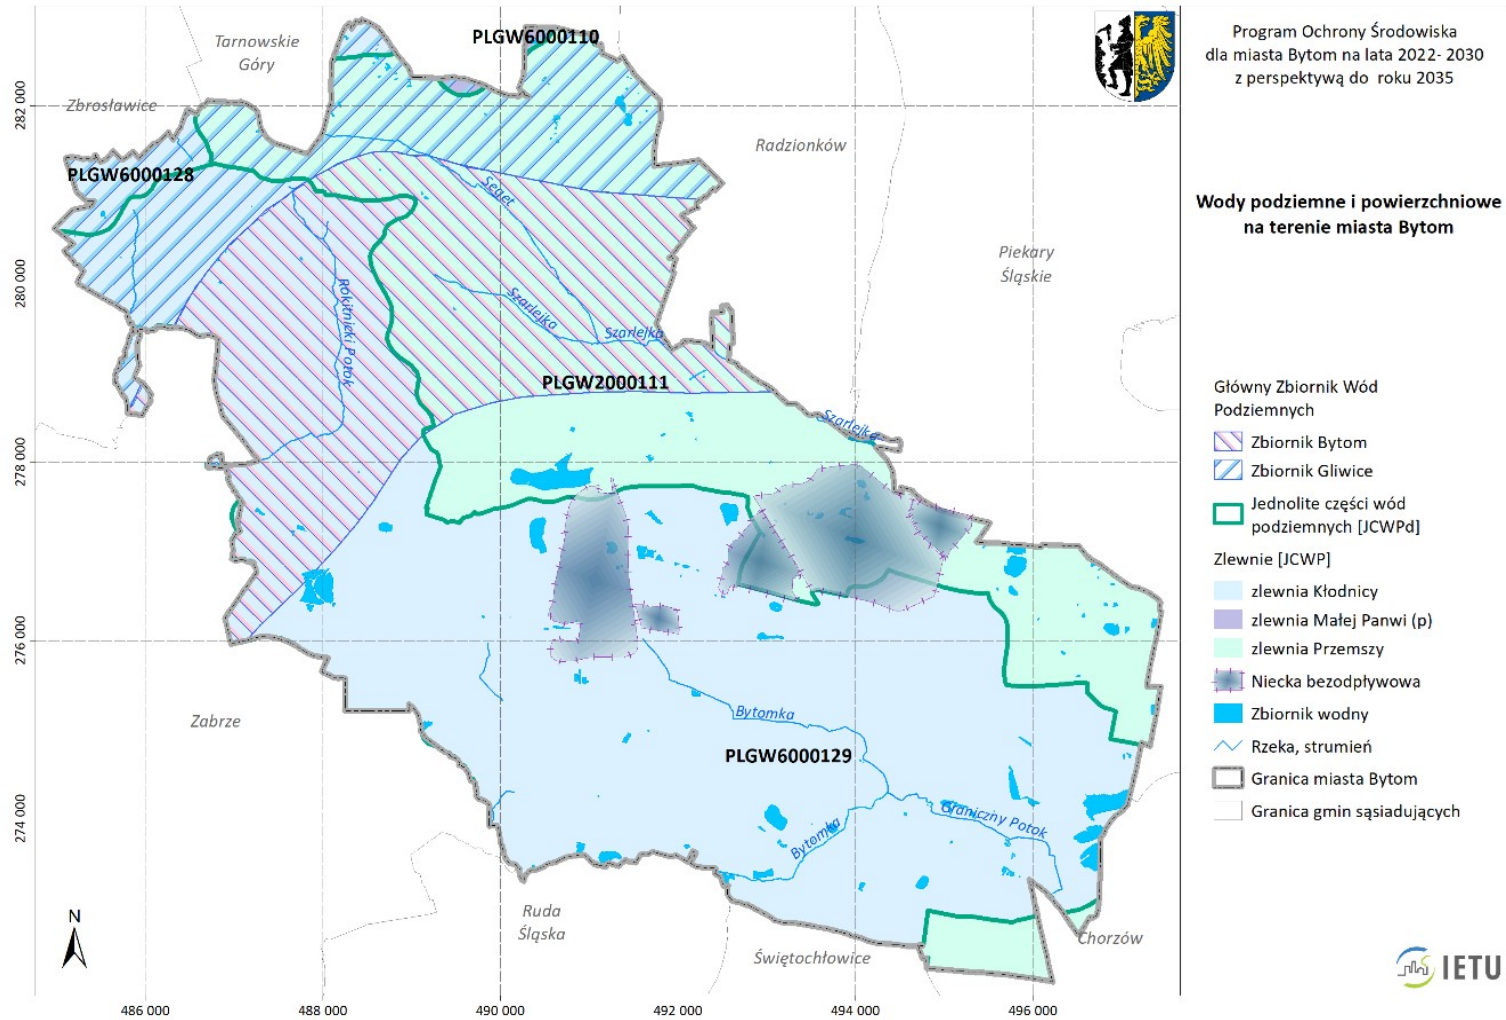 Program Ochrony Środowiska
dla miasta Bytom na lata 2022- 2030
z perspektywą do roku 2035
Wody podziemne i powierzchniowe
na terenie miasta Bytom
Główny Zbiornik Wód
Podziemnych
Zbiornik Bytom
Zbiornik Gliwice
Jednolite części wód
podziemnych [JCWPd]
Zlewnie [JCWP]
zlewnia Kłodnicy
zlewnia Małej Panwi (p)
zlewnia Przemszy
Niecka bezodpływowa
Zbiornik wodny
Rzeka, strumień
Granica miasta Bytom
Granica gmin sąsiadujących
IETU
Tarnowskie
Góry
PLGW6000110
Zbrosławice
Radzionków
PLGW6000128
Seget
Piekary
Śląskie
Rokitnicki Potok
Szarlejka
Szarlejka
PLGW2000111
Szarlejka
Zabrze
Bytomka
PLGW6000129
Graniczny Potok
Bytomka
Ruda
Śląska
Świętochłowice
Chorzów
N
282 000
280 000
278 000
276 000
274 000
486 000
488 000
490 000
492 000
494 000
496 000